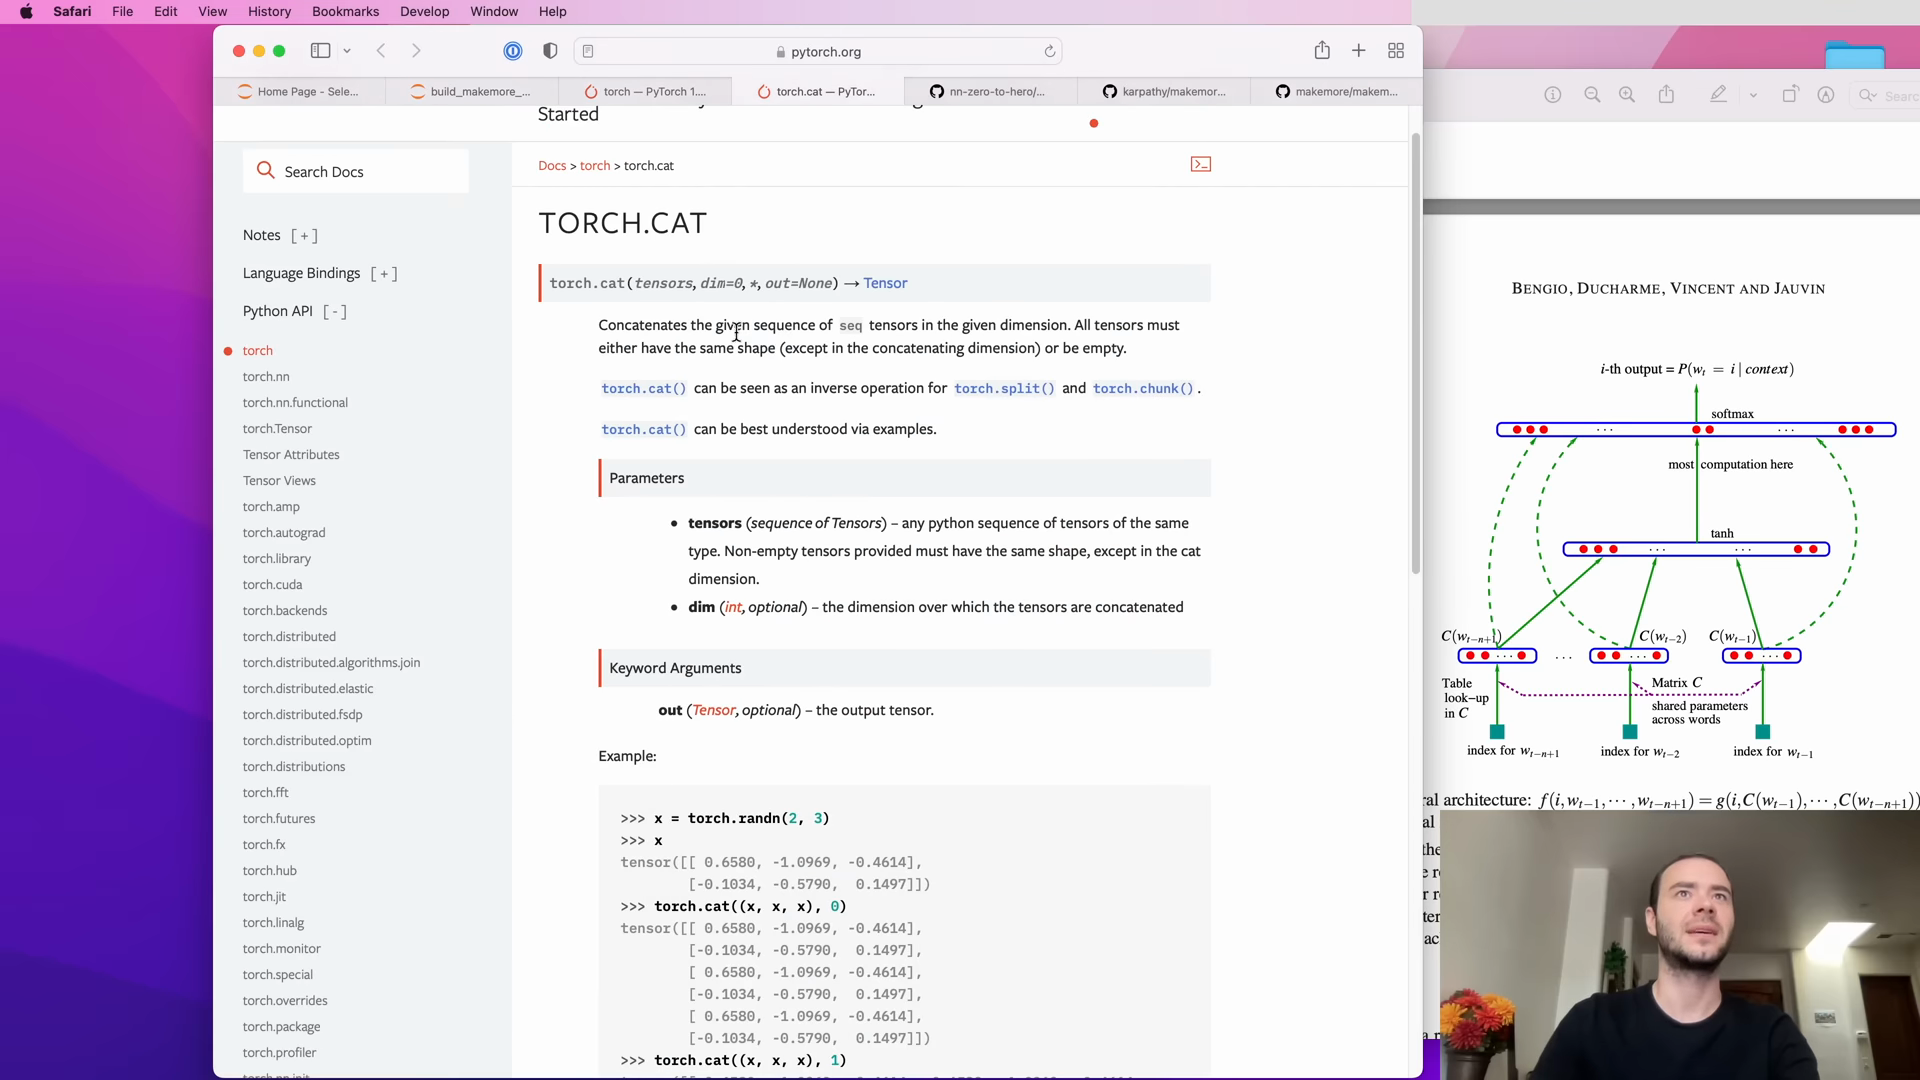 Safari File Edit View History Bookmarks Develop Window Help
pytorch.org
Home Page - Sele...
build_makemore_...
torch — PyTorch 1....
torch.cat — PyTor...
nn-zero-to-hero/...
karpathy/makemor...
makemore/makem...
Started
Search Docs
Notes [ + ]
Language Bindings [ + ]
Python API [ - ]
torch
torch.nn
torch.nn.functional
torch.Tensor
Tensor Attributes
Tensor Views
torch.amp
torch.autograd
torch.library
torch.cuda
torch.backends
torch.distributed
torch.distributed.algorithms.join
torch.distributed.elastic
torch.distributed.fsdp
torch.distributed.optim
torch.distributions
torch.fft
torch.futures
torch.fx
torch.hub
torch.jit
torch.linalg
torch.monitor
torch.special
torch.overrides
torch.package
torch.profiler
torch.nn.init
Docs > torch > torch.cat
TORCH.CAT
torch.cat(tensors, dim=0, *, out=None) → Tensor
Concatenates the given sequence of seq tensors in the given dimension. All tensors must
either have the same shape (except in the concatenating dimension) or be empty.
torch.cat() can be seen as an inverse operation for torch.split() and torch.chunk().
torch.cat() can be best understood via examples.
Parameters
• tensors (sequence of Tensors) – any python sequence of tensors of the same
type. Non-empty tensors provided must have the same shape, except in the cat
dimension.
• dim (int, optional) – the dimension over which the tensors are concatenated
Keyword Arguments
out (Tensor, optional) – the output tensor.
Example:
>>> x = torch.randn(2, 3)
>>> x
tensor([[ 0.6580, -1.0969, -0.4614],
[-0.1034, -0.5790, 0.1497]])
>>> torch.cat((x, x, x), 0)
tensor([[ 0.6580, -1.0969, -0.4614],
[-0.1034, -0.5790, 0.1497],
[ 0.6580, -1.0969, -0.4614],
[-0.1034, -0.5790, 0.1497],
[ 0.6580, -1.0969, -0.4614],
[-0.1034, -0.5790, 0.1497]])
>>> torch.cat((x, x, x), 1)
Search
BENGIO, DUCHARME, VINCENT AND JAUVIN
i-th output = P(wₜ = i | context)
softmax
. . .
. . .
most computation here
tanh
. . .
. . .
C(wₜ₋ₙ₊₁)
C(wₜ₋₂)
C(wₜ₋₁)
. . .
Table
look−up
in C
Matrix C
shared parameters
across words
index for wₜ₋ₙ₊₁
index for wₜ₋₂
index for wₜ₋₁
ral architecture: f(i, wₜ₋₁, ⋯ , wₜ₋ₙ₊₁) = g(i, C(wₜ₋₁), ⋯ , C(wₜ₋ₙ₊₁))